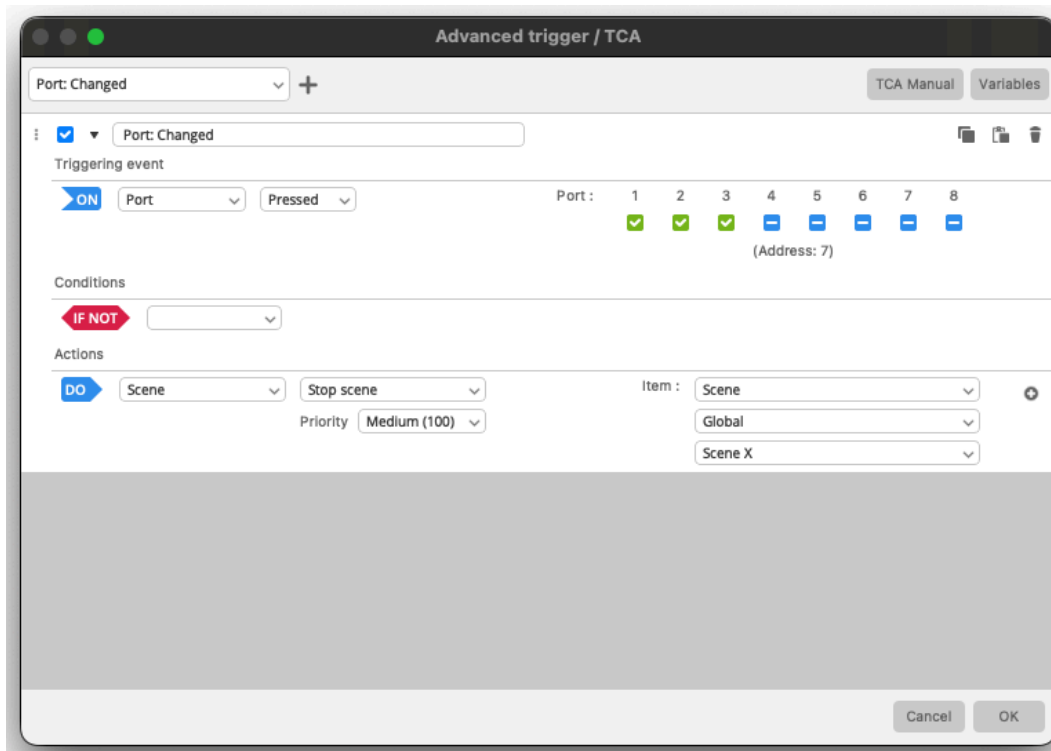 Advanced trigger / TCA
Port: Changed
TCA Manual
Variables
Port: Changed
Triggering event
ON Port Pressed Port : 1 2 3 4 5 6 7 8
(Address: 7)
Conditions
IF NOT
Actions
DO Scene Stop scene Item : Scene
Priority Medium (100) Global
Scene X
Cancel OK